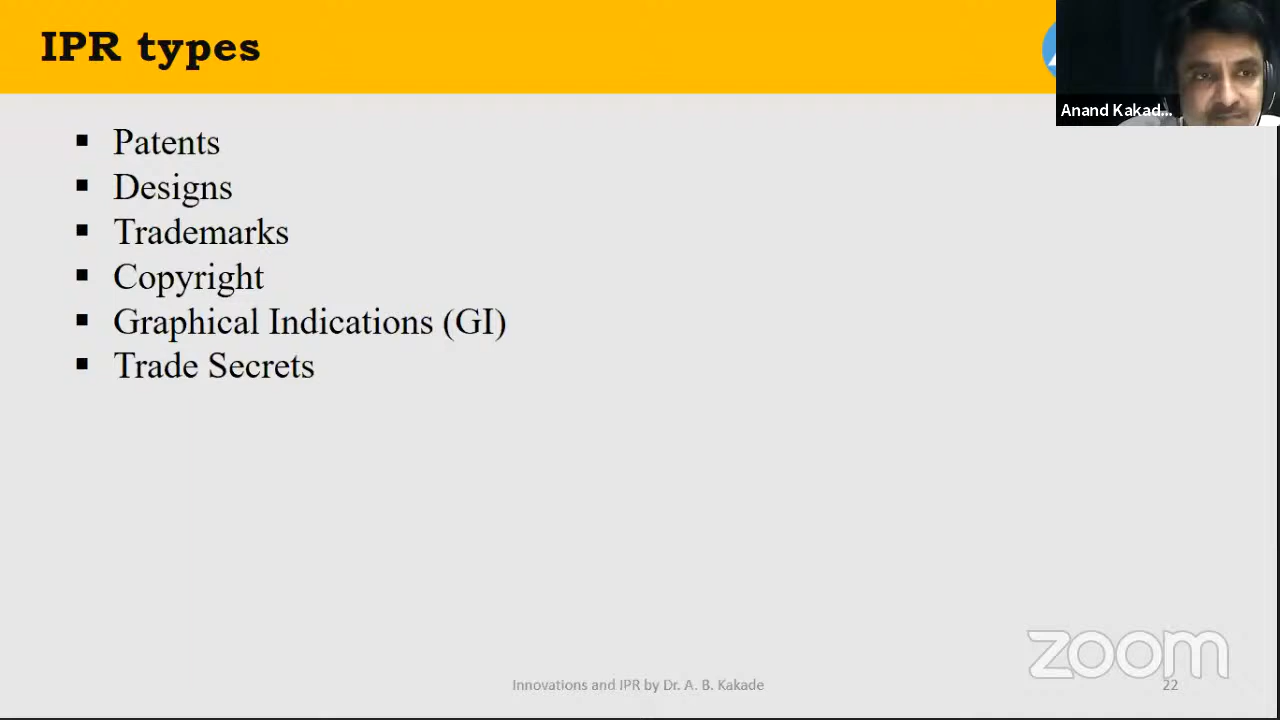 IPR types
Anand Kakad...
▪ Patents
▪ Designs
▪ Trademarks
▪ Copyright
▪ Graphical Indications (GI)
▪ Trade Secrets
zoom
Innovations and IPR by Dr. A. B. Kakade
22